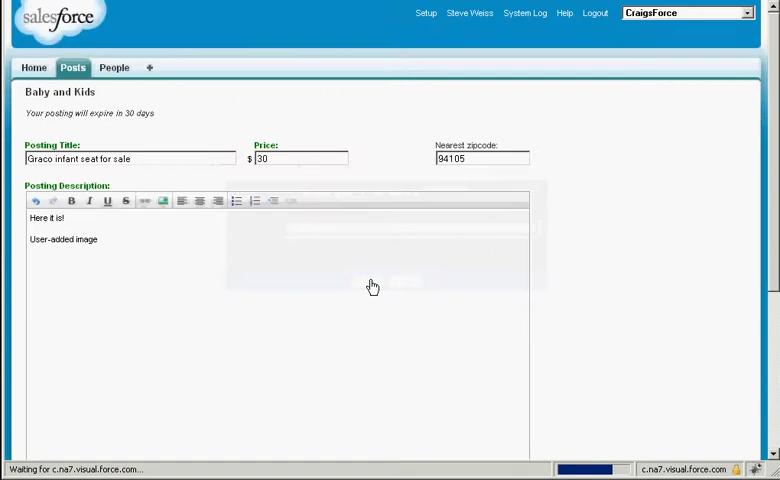 salesforce
Setup Steve Weiss System Log Help Logout CraigsForce
Home Posts People +
Baby and Kids
Your posting will expire in 30 days
Posting Title: Price: Nearest zipcode:
Graco infant seat for sale $ 30 94105
Posting Description:
B I U S
Here it is!
User-added image
Waiting for c.na7.visual.force.com... c.na7.visual.force.com